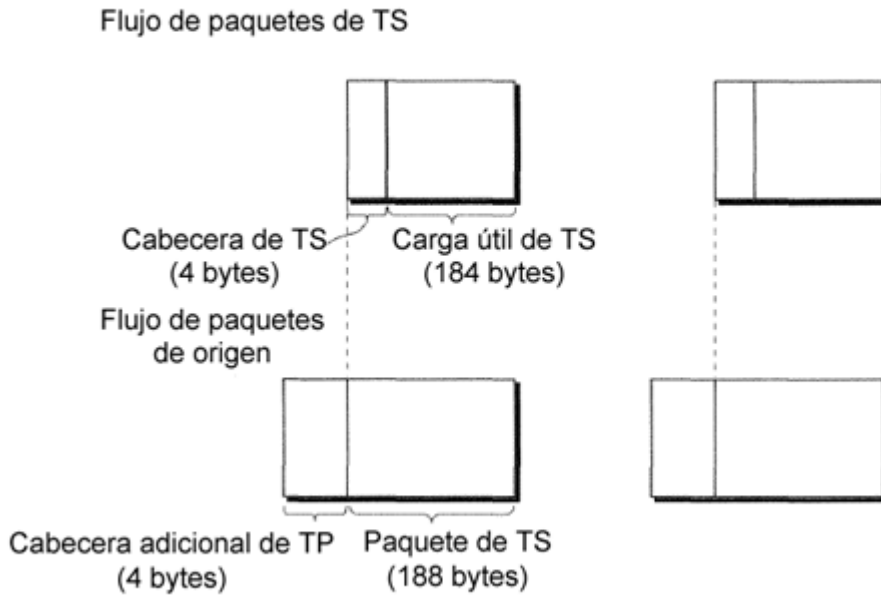 Flujo de paquetes de TS
Cabecera de TS
(4 bytes)
Carga útil de TS
(184 bytes)
Flujo de paquetes
de origen
Cabecera adicional de TP
(4 bytes)
Paquete de TS
(188 bytes)